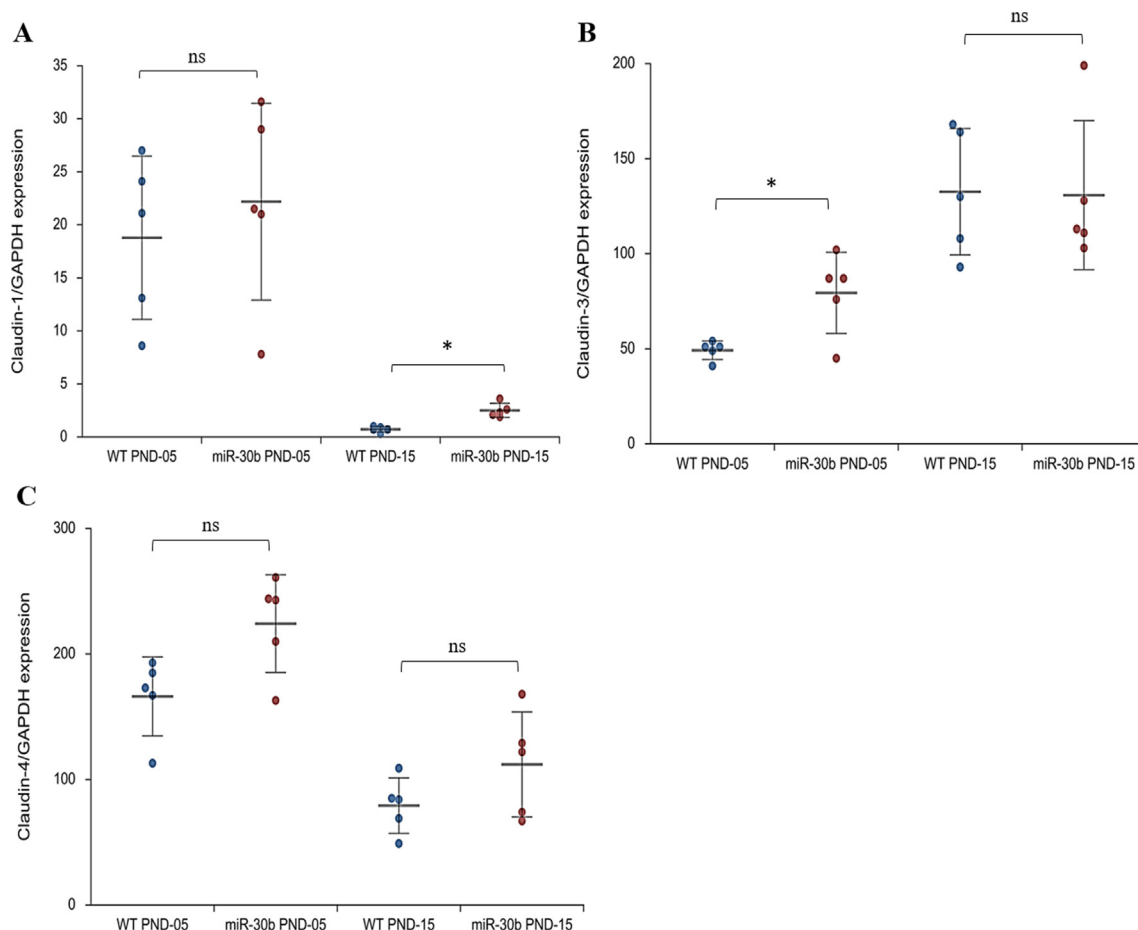 A
Claudin-1/GAPDH expression
35
30
25
20
15
10
5
0
ns
*
WT PND-05 miR-30b PND-05 WT PND-15 miR-30b PND-15
B
Claudin-3/GAPDH expression
200
150
100
50
0
*
ns
WT PND-05 miR-30b PND-05 WT PND-15 miR-30b PND-15
C
Claudin-4/GAPDH expression
300
200
100
0
ns
ns
WT PND-05 miR-30b PND-05 WT PND-15 miR-30b PND-15